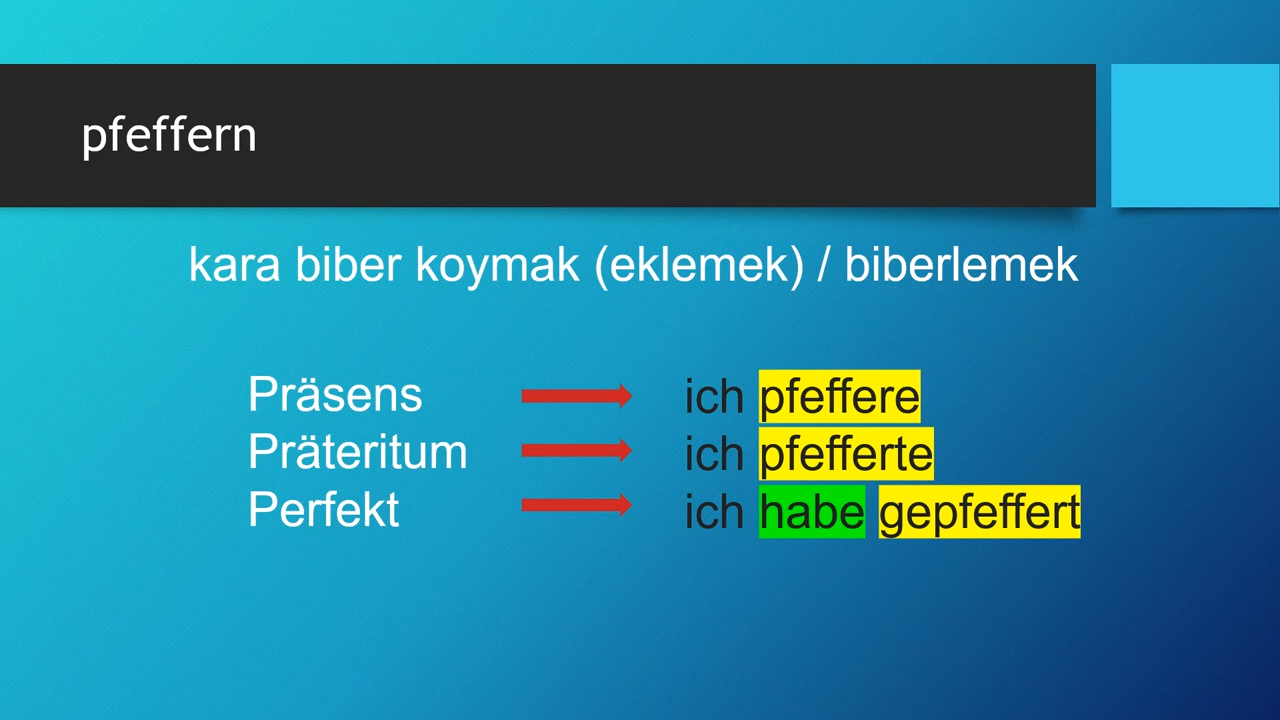 pfeffern
kara biber koymak (eklemek) / biberlemek
Präsens ich pfeffere
Präteritum ich pfefferte
Perfekt ich habe gepfeffert